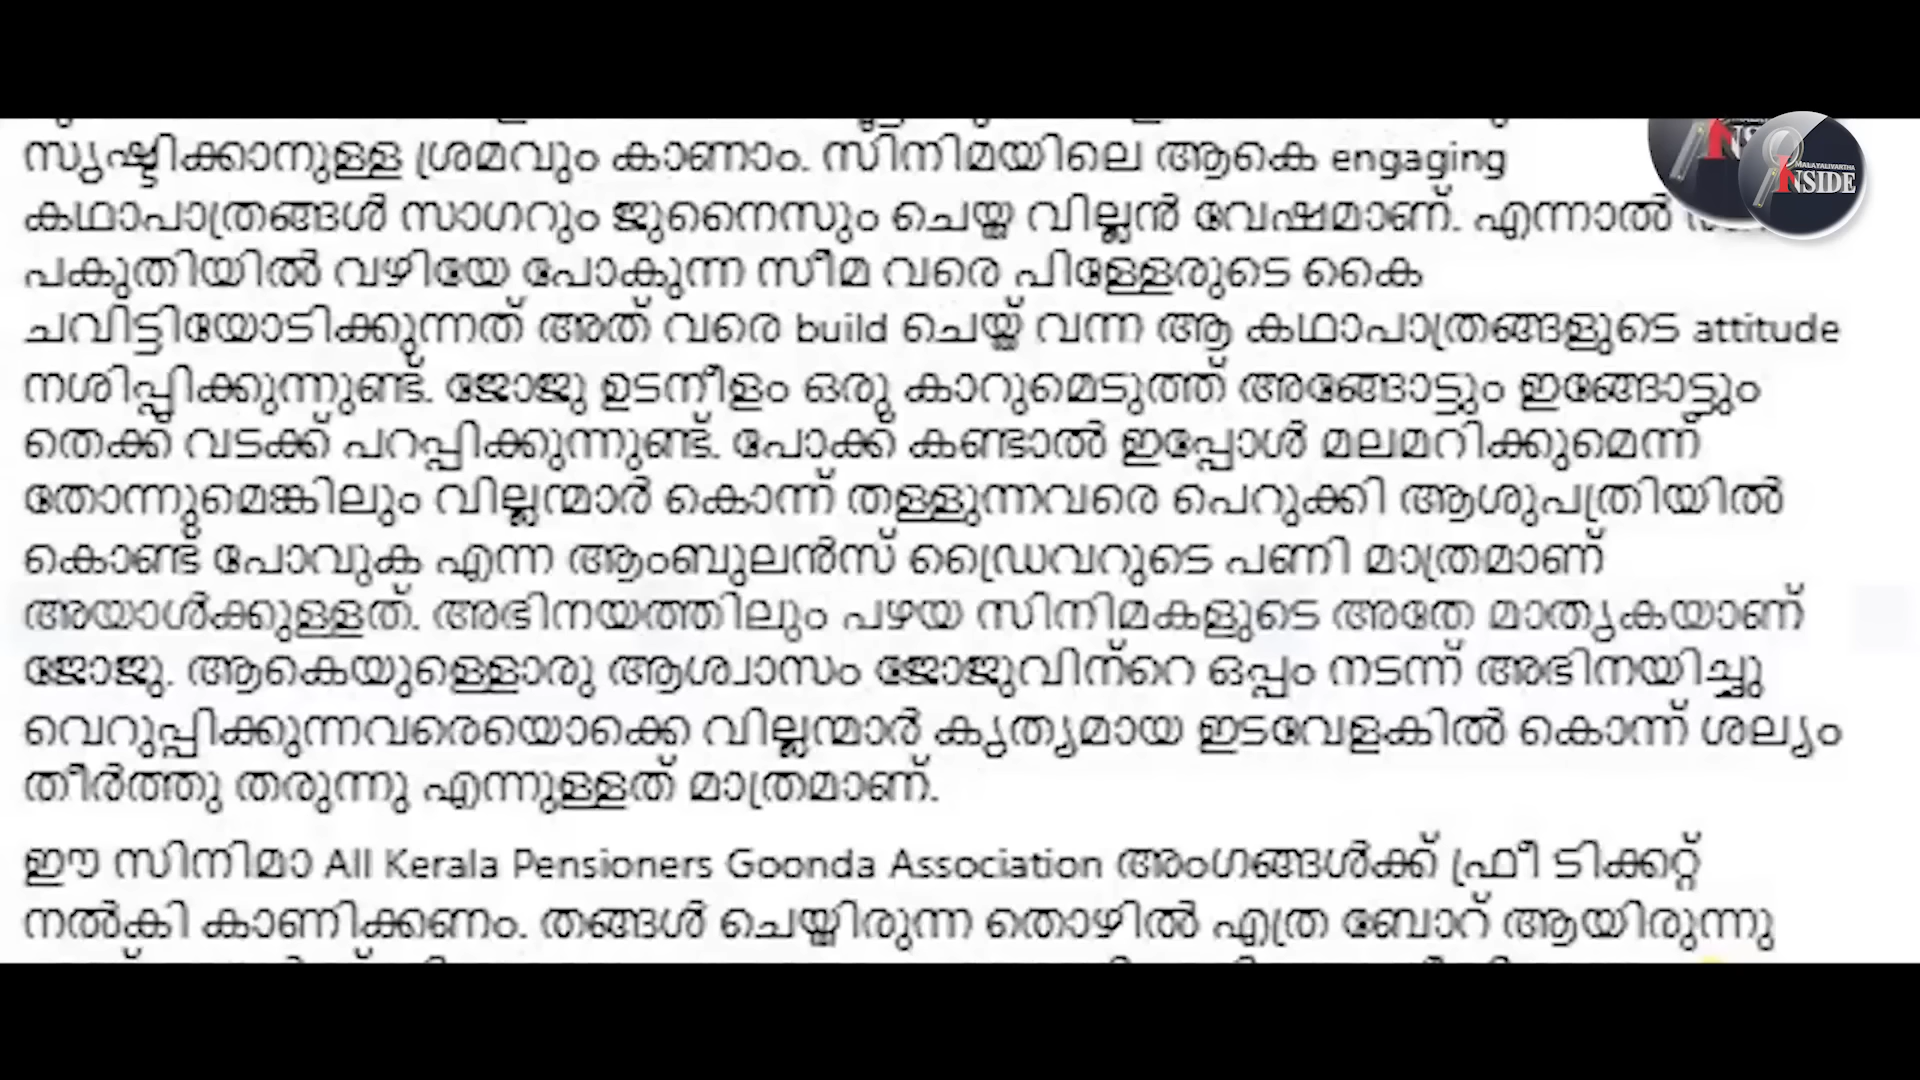 സൃഷ്ടിക്കാനുള്ള ശ്രമവും കാണാം. സിനിമയിലെ ആകെ engaging
കഥാപാത്രങ്ങൾ സാഗറും ജുനൈസും ചെയ്ത വില്ലൻ വേഷമാണ്. എന്നാൽ
പകുതിയിൽ വഴിയേ പോകുന്ന സീമ വരെ പിള്ളേരുടെ കൈ
ചവിട്ടിയോടിക്കുന്നത് അത് വരെ build ചെയ്ത് വന്ന ആ കഥാപാത്രങ്ങളുടെ attitude
നശിപ്പിക്കുന്നുണ്ട്. ജോജു ഉടനീളം ഒരു കാറുമെടുത്ത് അങ്ങോട്ടും ഇങ്ങോട്ടും
തെക്ക് വടക്ക് പറപ്പിക്കുന്നുണ്ട്. പോക്ക് കണ്ടാൽ ഇപ്പോൾ മലമറിക്കുമെന്ന്
തോന്നുമെങ്കിലും വില്ലന്മാർ കൊന്ന് തള്ളുന്നവരെ പെറുക്കി ആശുപത്രിയിൽ
കൊണ്ട് പോവുക എന്ന ആംബുലൻസ് ഡ്രൈവറുടെ പണി മാത്രമാണ്
അയാൾക്കുള്ളത്. അഭിനയത്തിലും പഴയ സിനിമകളുടെ അതേ മാതൃകയാണ്
ജോജു. ആകെയുള്ളൊരു ആശ്വാസം ജോജുവിന്റെ ഒപ്പം നടന്ന് അഭിനയിച്ചു
വെറുപ്പിക്കുന്നവരെയൊക്കെ വില്ലന്മാർ കൃത്യമായ ഇടവേളകിൽ കൊന്ന് ശല്യം
തീർത്തു തരുന്നു എന്നുള്ളത് മാത്രമാണ്.
ഈ സിനിമാ All Kerala Pensioners Goonda Association അംഗങ്ങൾക്ക് ഫ്രീ ടിക്കറ്റ്
നൽകി കാണിക്കണം. തങ്ങൾ ചെയ്തിരുന്ന തൊഴിൽ എത്ര ബോറ് ആയിരുന്നു
MALAYALIVARTHA
INSIDE